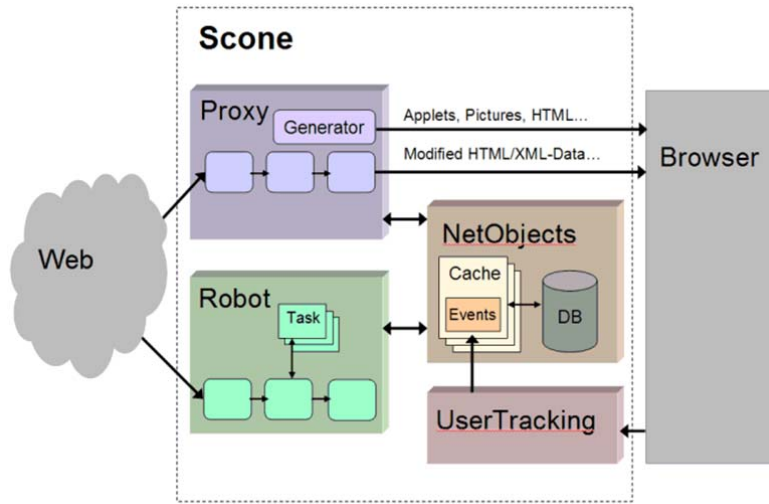 Scone
Proxy
Generator
Applets, Pictures, HTML...
Modified HTML/XML-Data...
Browser
Web
NetObjects
Cache
Events
DB
Robot
Task
UserTracking